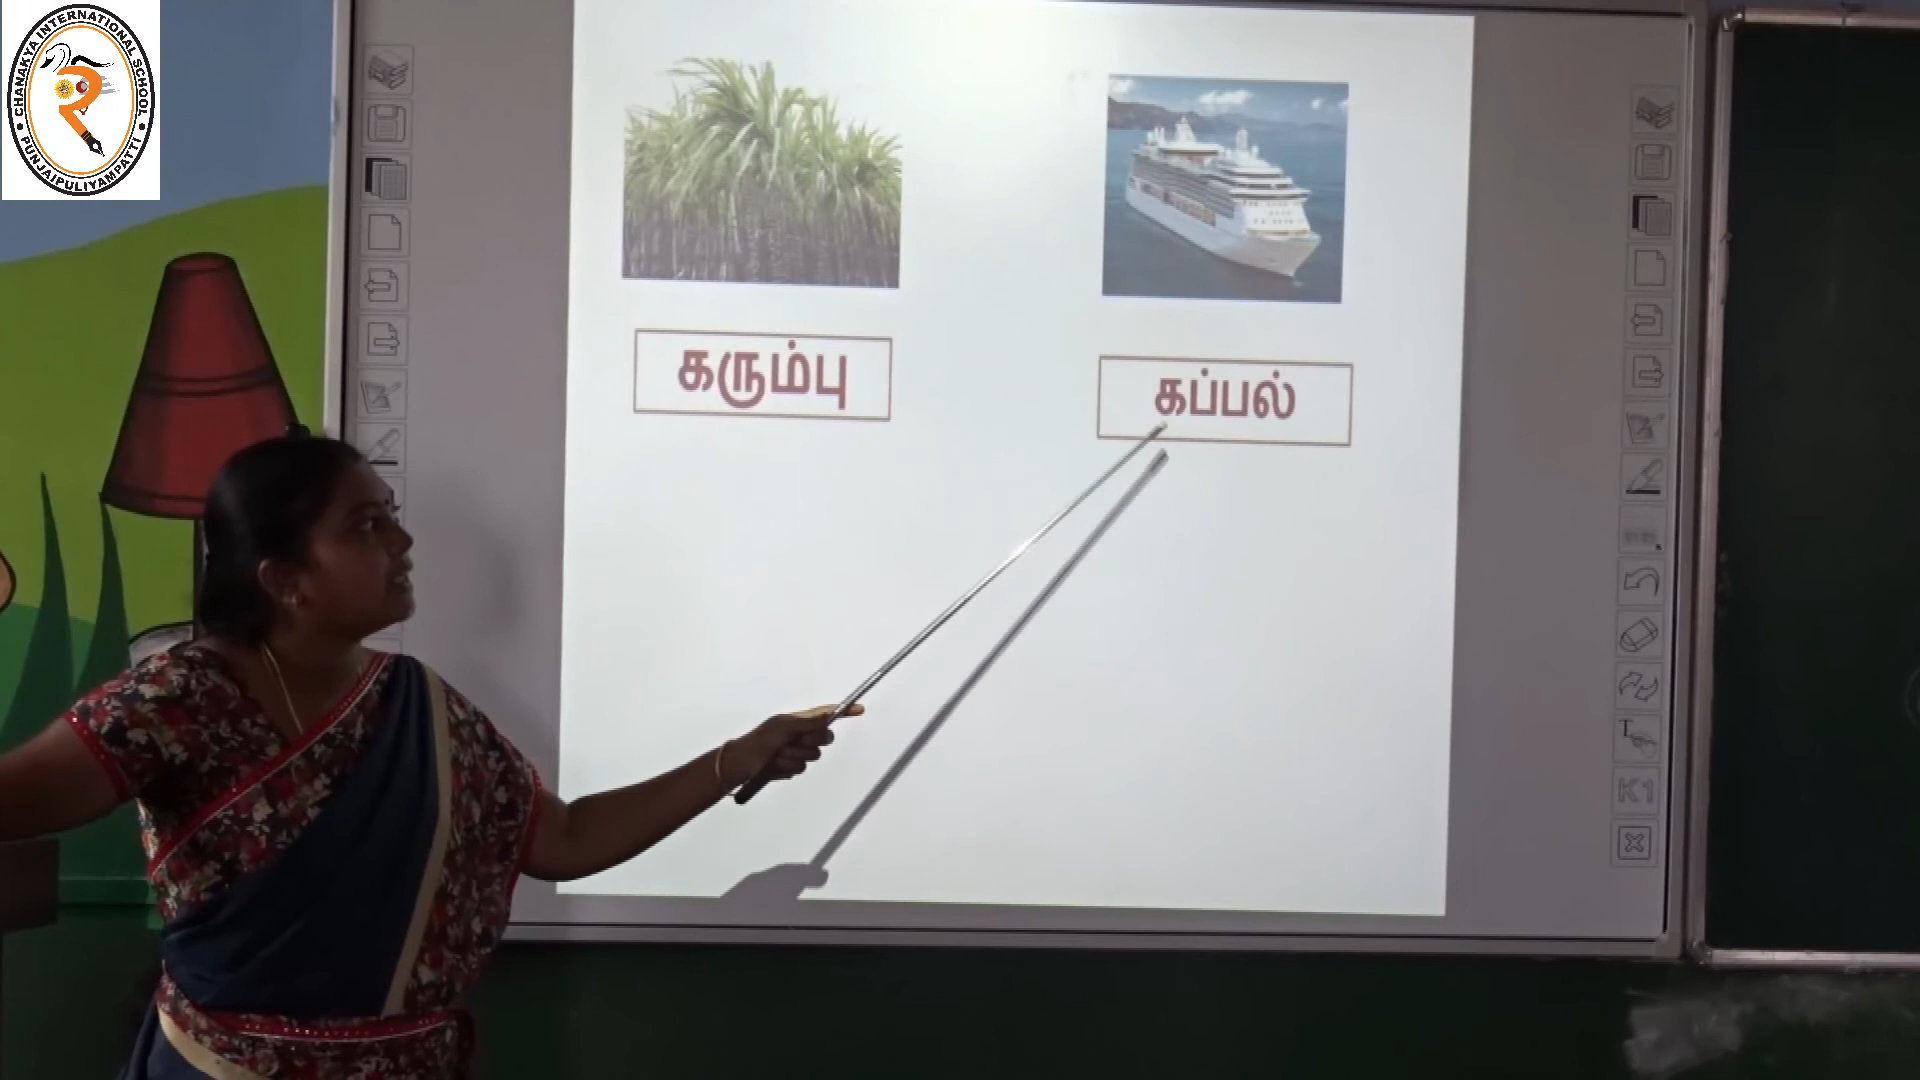 CHANAKYA INTERNATIONAL SCHOOL
PUNJAIPULIYAMPATTI
கரும்பு
கப்பல்
T
K1